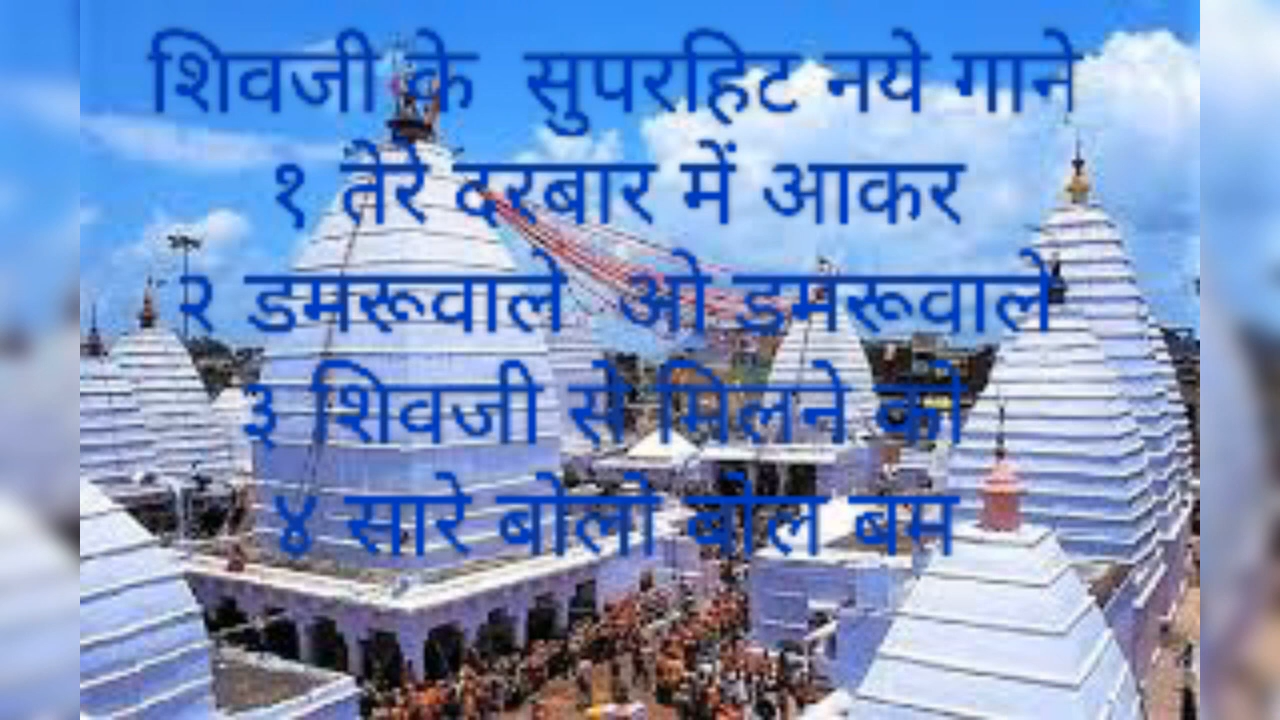 शिवजी के सुपरहिट नये गाने
१ तेरे दरबार में आकर
२ डमरूवाले ओ डमरूवाले
३ शिवजी से मिलने को
४ सारे बोलो बोल बम